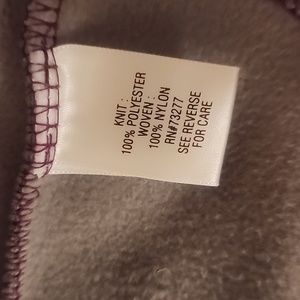 KNIT :
100% POLYESTER
WOVEN :
100% NYLON
RN#73277
SEE REVERSE
FOR CARE